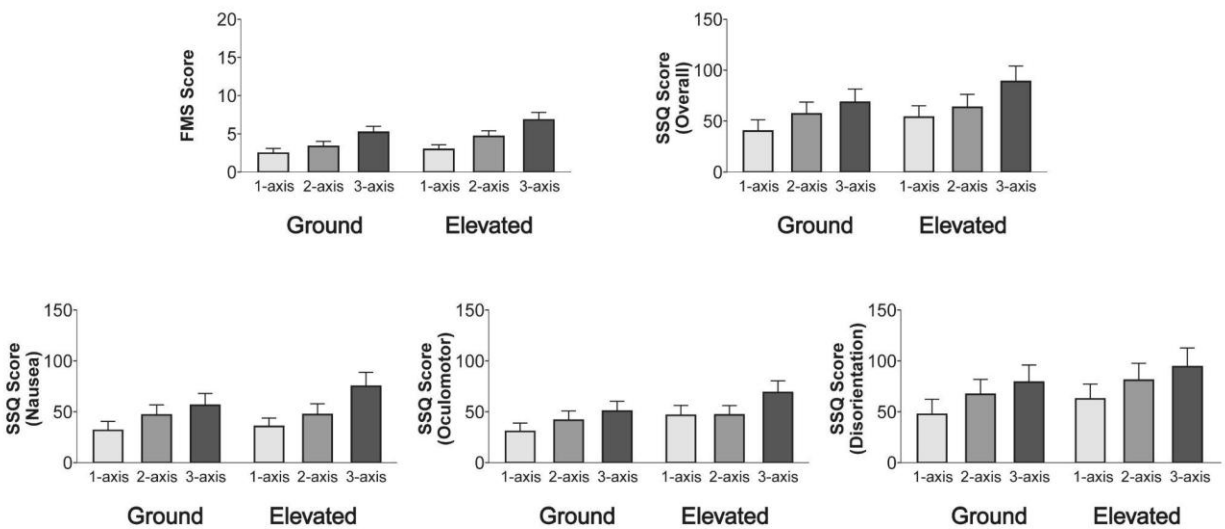 FMS Score
20
15
10
5
0
1-axis 2-axis 3-axis 1-axis 2-axis 3-axis
Ground Elevated
SSQ Score
(Overall)
150
100
50
0
1-axis 2-axis 3-axis 1-axis 2-axis 3-axis
Ground Elevated
SSQ Score
(Nausea)
150
100
50
0
1-axis 2-axis 3-axis 1-axis 2-axis 3-axis
Ground Elevated
SSQ Score
(Oculomotor)
150
100
50
0
1-axis 2-axis 3-axis 1-axis 2-axis 3-axis
Ground Elevated
SSQ Score
(Disorientation)
150
100
50
0
1-axis 2-axis 3-axis 1-axis 2-axis 3-axis
Ground Elevated